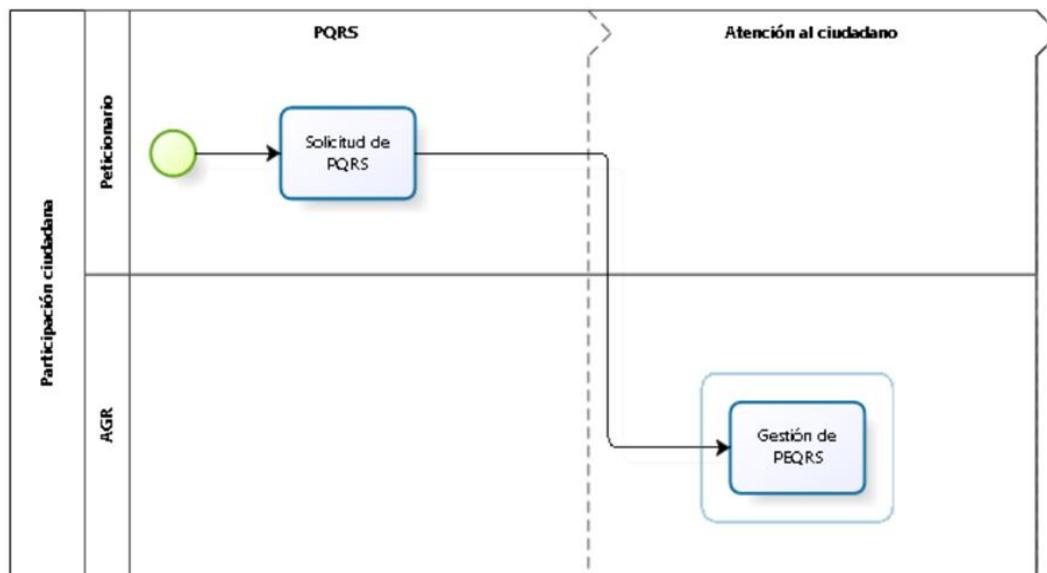 PQRS
Atención al ciudadano
Participación ciudadana
Peticionario
Solicitud de
PQRS
AGR
Gestión de
PEQRS